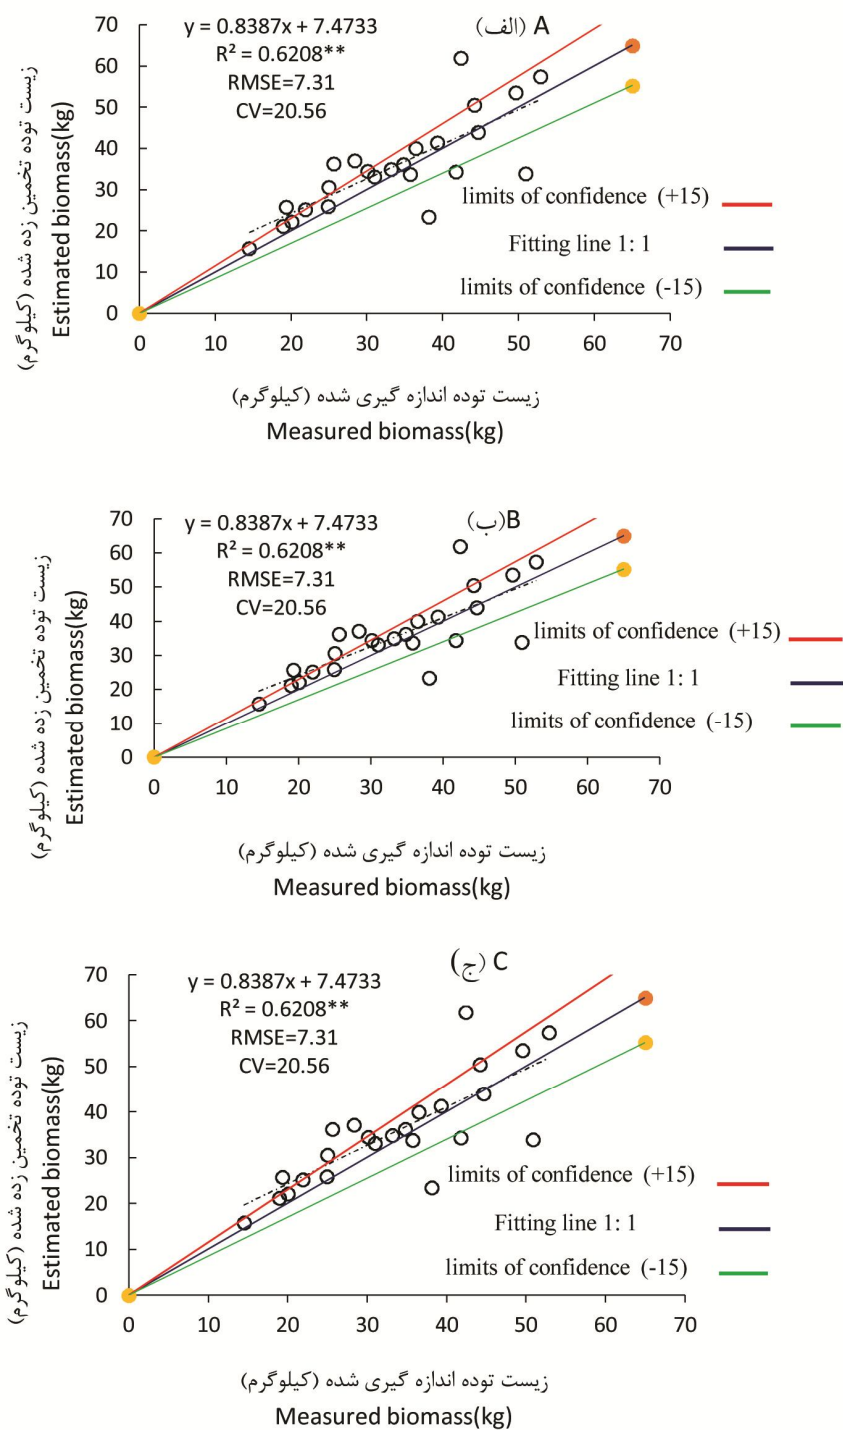 A (الف)
y = 0.8387x + 7.4733
R² = 0.6208**
RMSE=7.31
CV=20.56
70
60
50
40
30
20
10
0
زیست توده تخمین زده شده (کیلوگرم)
Estimated biomass(kg)
limits of confidence (+15)
Fitting line 1: 1
limits of confidence (-15)
0 10 20 30 40 50 60 70
زیست توده اندازه گیری شده (کیلوگرم)
Measured biomass(kg)
B(ب)
y = 0.8387x + 7.4733
R² = 0.6208**
RMSE=7.31
CV=20.56
70
60
50
40
30
20
10
0
زیست توده تخمین زده شده (کیلوگرم)
Estimated biomass(kg)
limits of confidence (+15)
Fitting line 1: 1
limits of confidence (-15)
0 10 20 30 40 50 60 70
زیست توده اندازه گیری شده (کیلوگرم)
Measured biomass(kg)
C (ج)
y = 0.8387x + 7.4733
R² = 0.6208**
RMSE=7.31
CV=20.56
70
60
50
40
30
20
10
0
زیست توده تخمین زده شده (کیلوگرم)
Estimated biomass(kg)
limits of confidence (+15)
Fitting line 1: 1
limits of confidence (-15)
0 10 20 30 40 50 60 70
زیست توده اندازه گیری شده (کیلوگرم)
Measured biomass(kg)